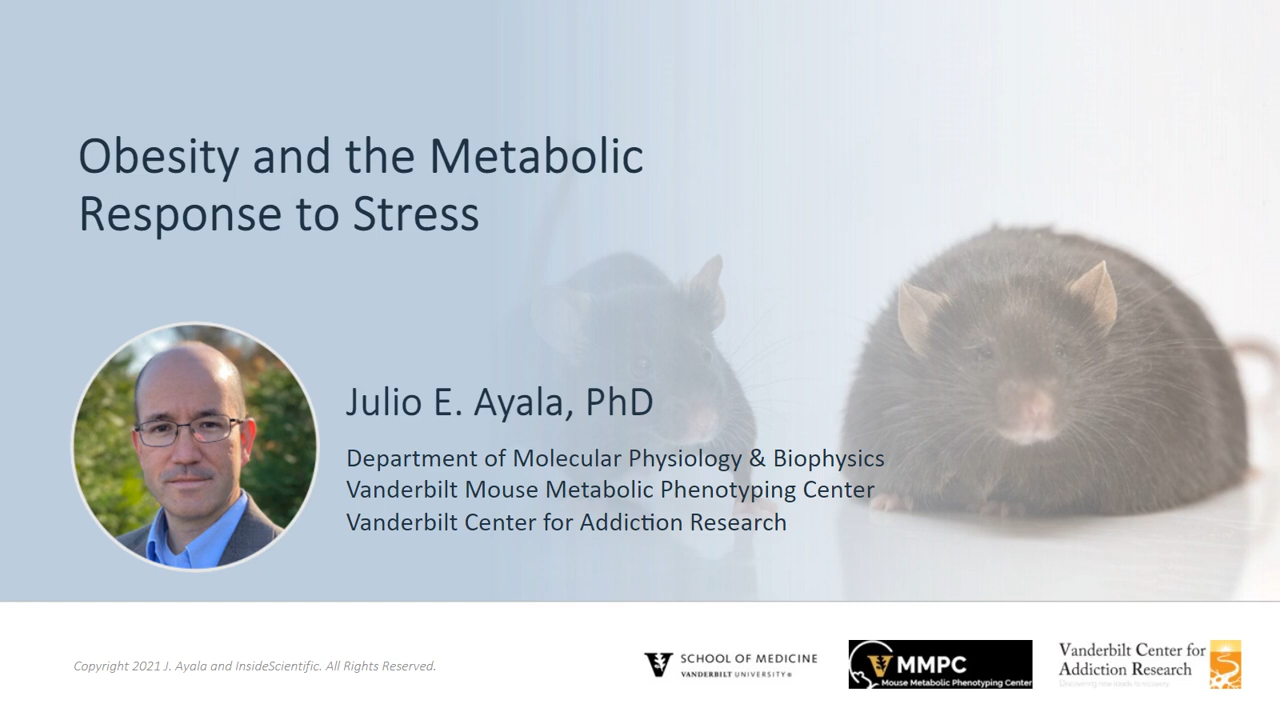 Obesity and the Metabolic
Response to Stress
Julio E. Ayala, PhD
Department of Molecular Physiology & Biophysics
Vanderbilt Mouse Metabolic Phenotyping Center
Vanderbilt Center for Addiction Research
Copyright 2021 J. Ayala and InsideScientific. All Rights Reserved.
SCHOOL OF MEDICINE
VANDERBILT UNIVERSITY®
MMPC
Mouse Metabolic Phenotyping Center
Vanderbilt Center for
Addiction Research